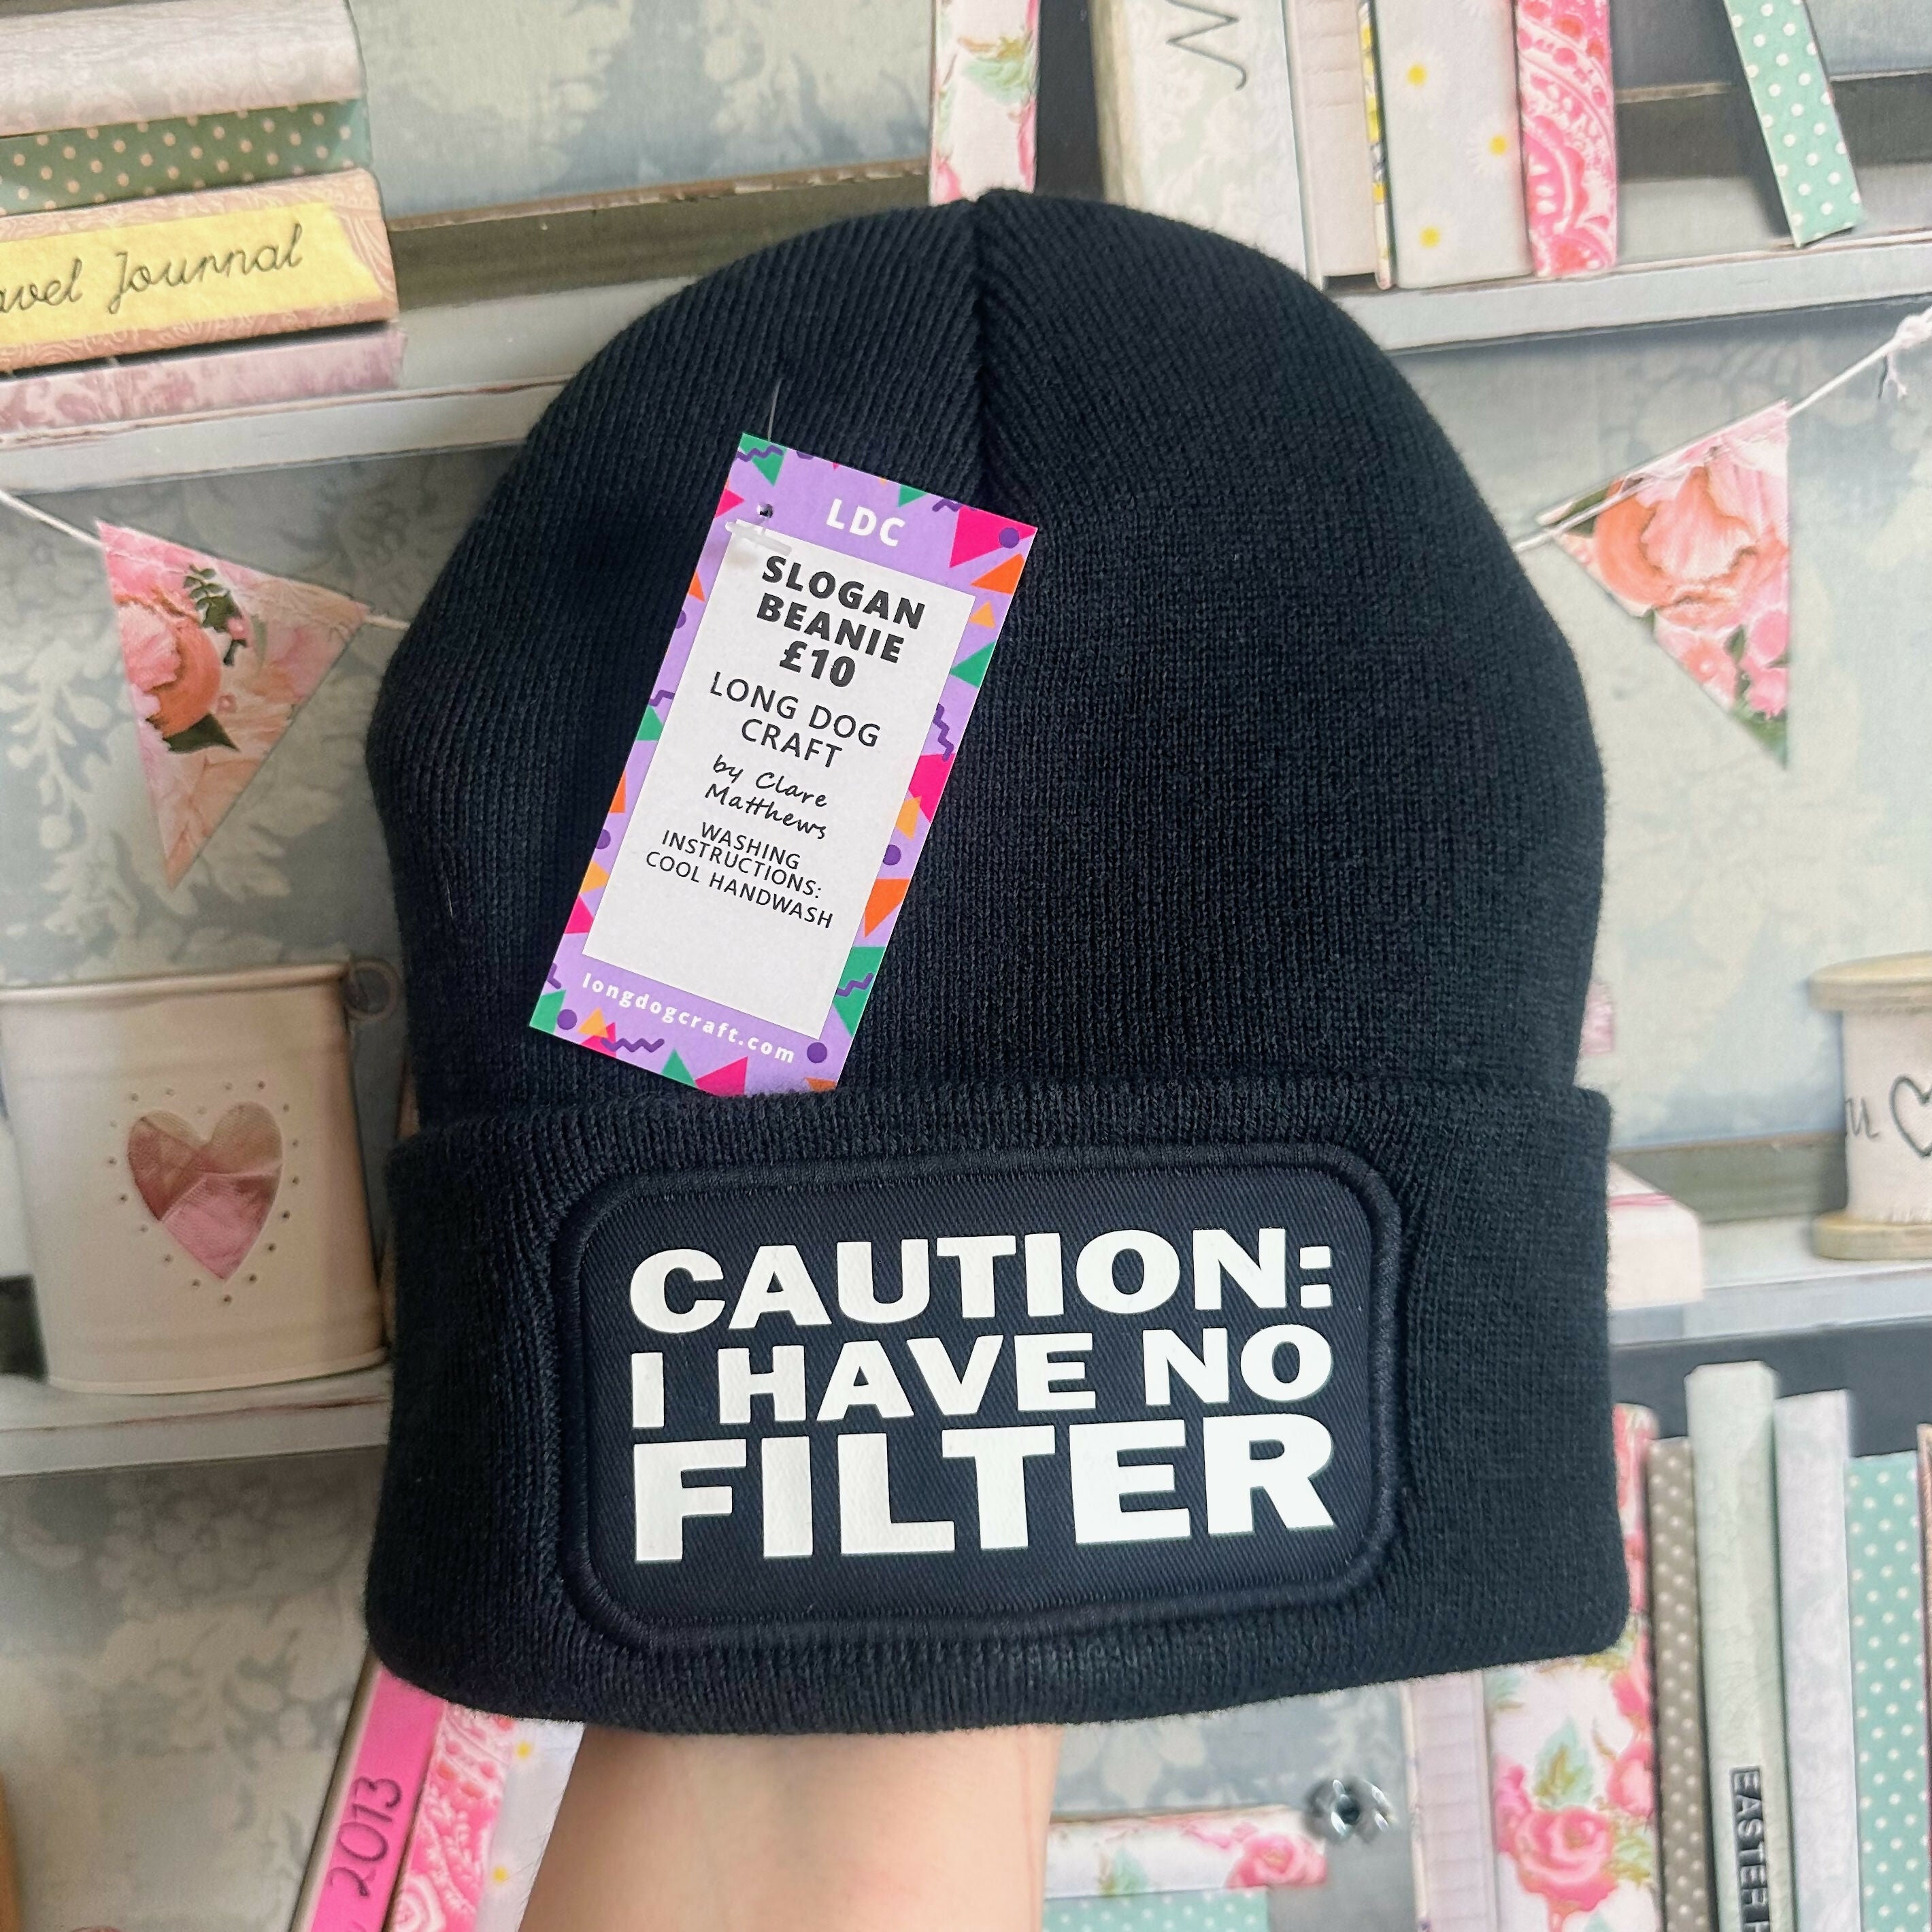 W
Journal
LDC
SLOGAN
BEANIE
£10
LONG DOG
CRAFT
by Clare
Matthews
WASHING
INSTRUCTIONS:
COOL HANDWASH
longdogcraft.com
CAUTION:
I HAVE NO
FILTER
2013